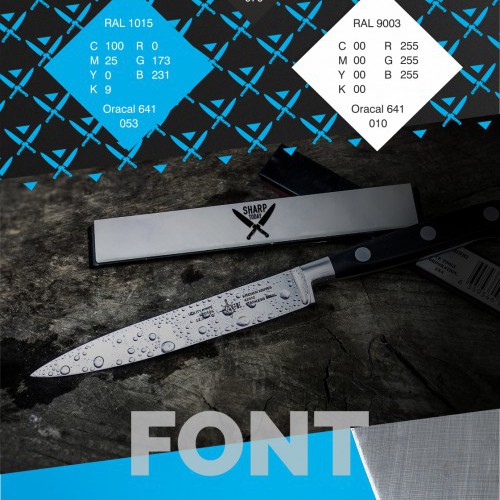 RAL 1015
C 100 R 0
M 25 G 173
Y 0 B 231
K 9
Oracal 641
053
RAL 9003
C 00 R 255
M 00 G 255
Y 00 B 255
K 00
Oracal 641
010
SHARP
TODAY
FONT